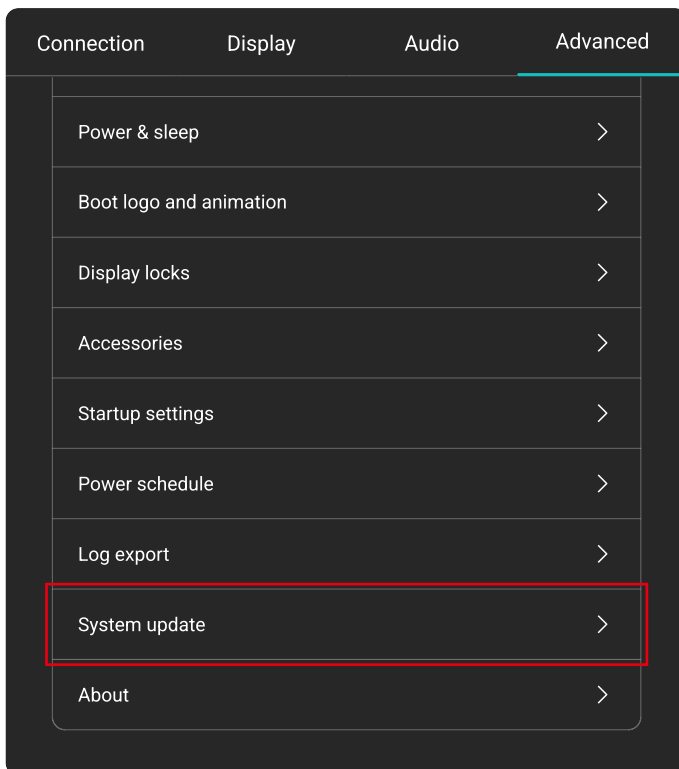 Connection Display Audio Advanced
Power & sleep
Boot logo and animation
Display locks
Accessories
Startup settings
Power schedule
Log export
System update
About